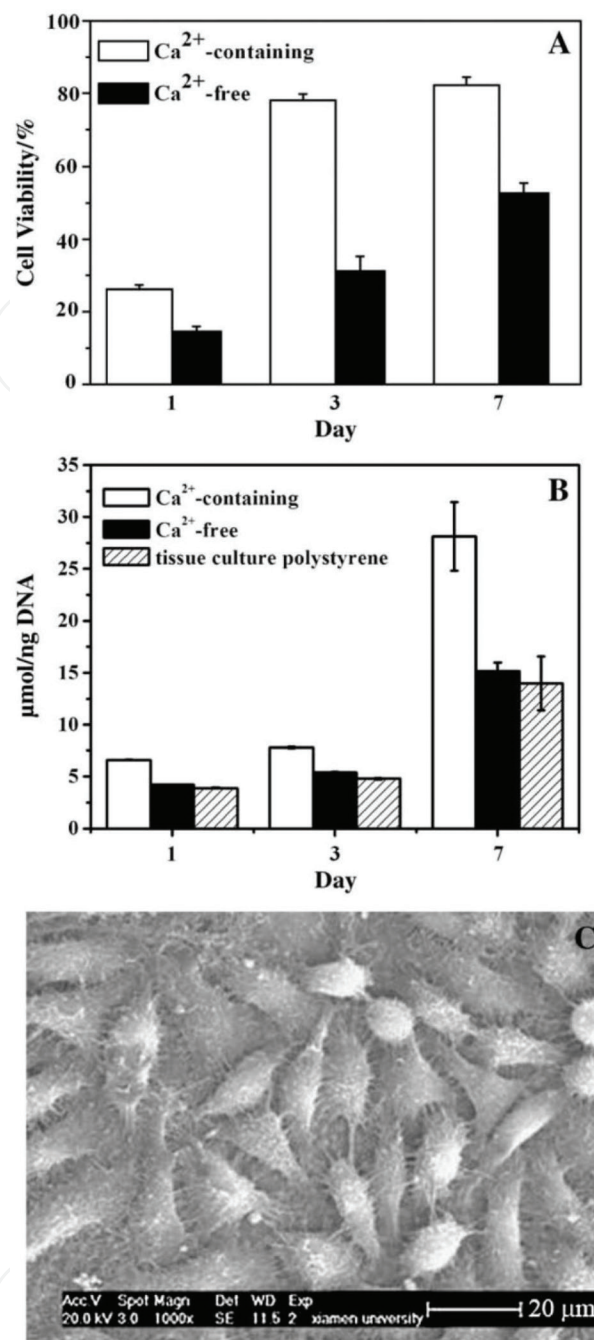 A
Ca²⁺-containing
Ca²⁺-free
100
80
60
40
20
0
Cell Viability/%
1 3 7
Day
B
Ca²⁺-containing
Ca²⁺-free
tissue culture polystyrene
35
30
25
20
15
10
5
0
µmol/ng DNA
1 3 7
Day
C
Acc.V Spot Magn Det WD Exp
20.0 kV 3.0 1000x SE 11.5 2 xiamen university 20 µm